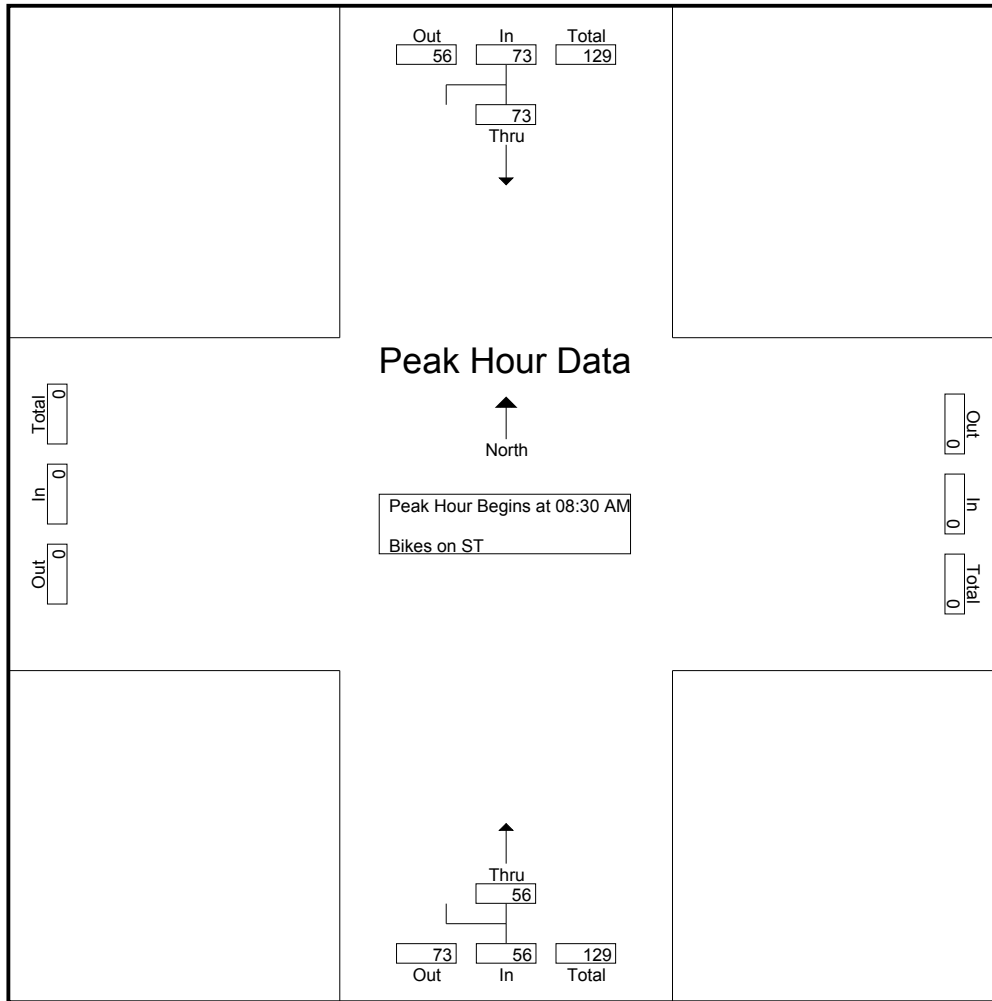 Out In Total
56 73 129
73
Thru
Peak Hour Data
North
Peak Hour Begins at 08:30 AM
Bikes on ST
Total 0
In 0
Out 0
Out 0
In 0
Total 0
Thru
56
73 56 129
Out In Total